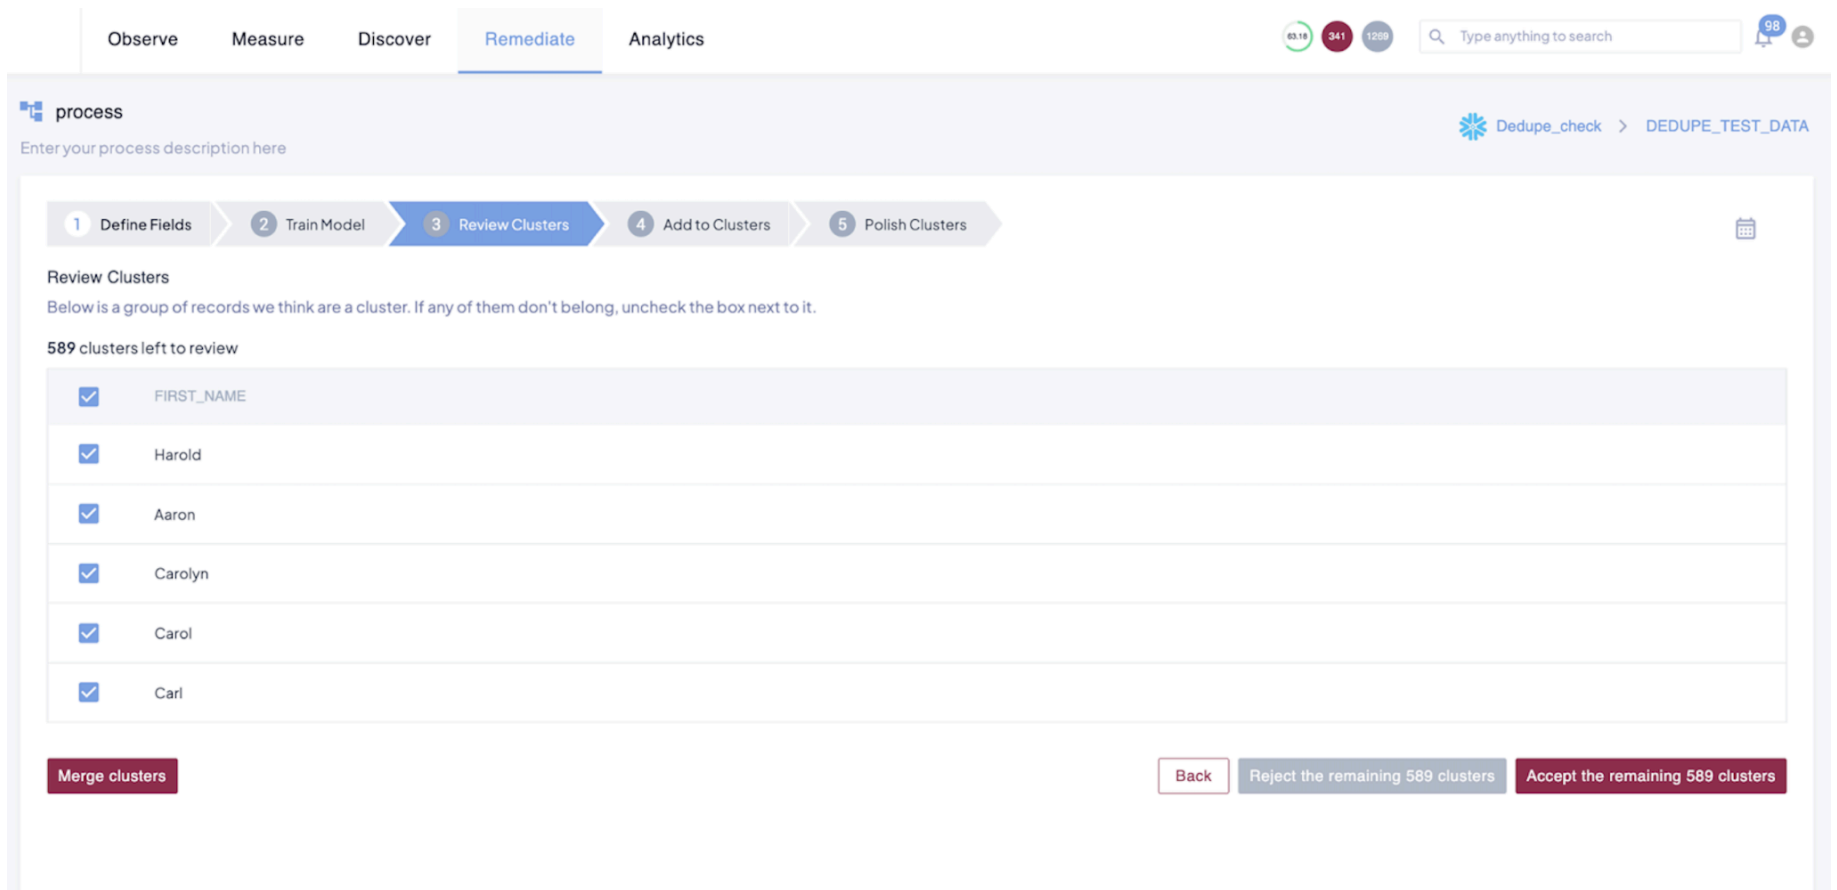 Observe Measure Discover Remediate Analytics 63.18 341 1269 Type anything to search 98
process
Dedupe_check > DEDUPE_TEST_DATA
Enter your process description here
1 Define Fields 2 Train Model 3 Review Clusters 4 Add to Clusters 5 Polish Clusters
Review Clusters
Below is a group of records we think are a cluster. If any of them don't belong, uncheck the box next to it.
589 clusters left to review
FIRST_NAME
Harold
Aaron
Carolyn
Carol
Carl
Merge clusters Back Reject the remaining 589 clusters Accept the remaining 589 clusters